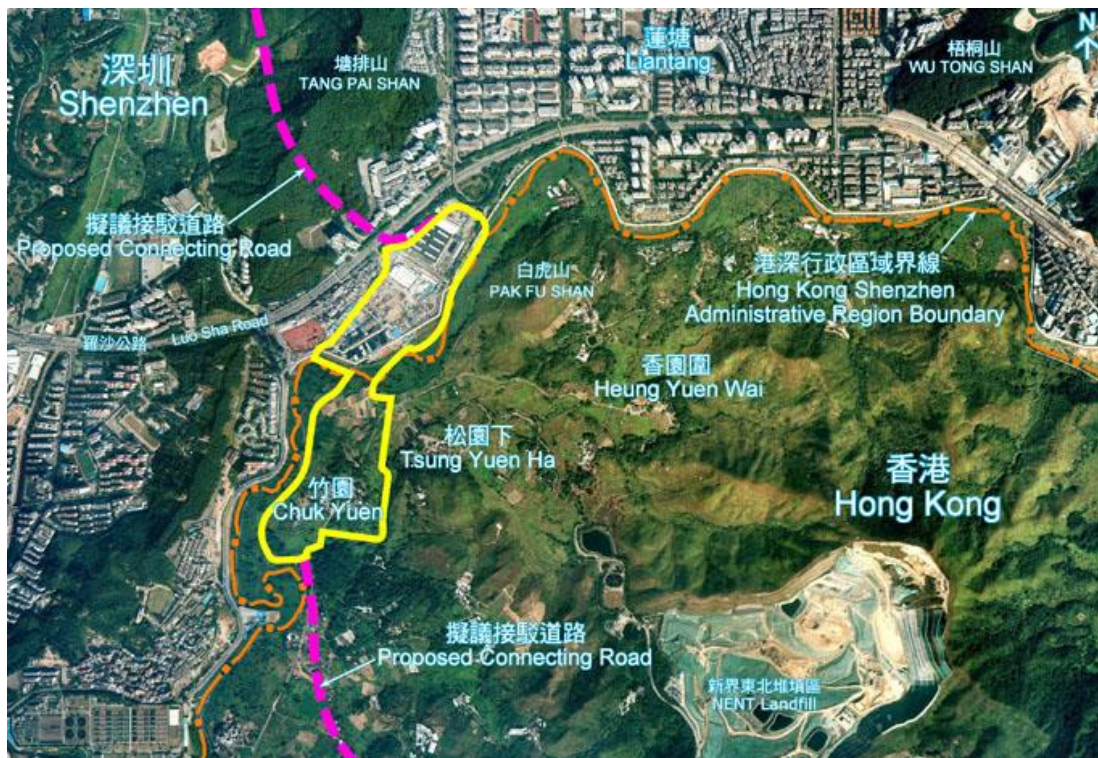 深圳
Shenzhen
塘排山
TANG PAI SHAN
蓮塘
Liantang
梧桐山
WU TONG SHAN
N
擬議接駁道路
Proposed Connecting Road
白虎山
PAK FU SHAN
港深行政區域界線
Hong Kong Shenzhen
Administrative Region Boundary
羅沙公路
Luo Sha Road
香園圍
Heung Yuen Wai
松園下
Tsung Yuen Ha
竹園
Chuk Yuen
香港
Hong Kong
擬議接駁道路
Proposed Connecting Road
新界東北堆填區
NENT Landfill